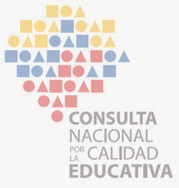 CONSULTA
NACIONAL
POR LA CALIDAD
EDUCATIVA